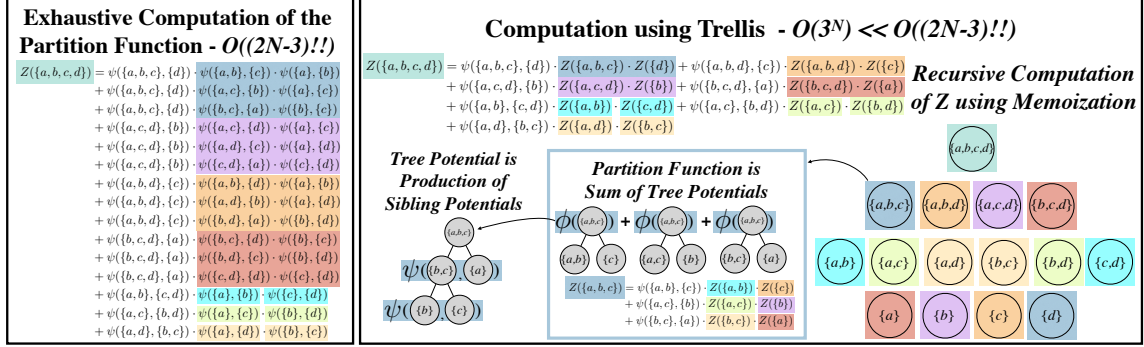 Exhaustive Computation of the
Partition Function - O((2N-3)!!)
Z({a,b,c,d}) = ψ({a,b,c},{d}) · ψ({a,b},{c}) · ψ({a},{b})
+ ψ({a,b,c},{d}) · ψ({a,c},{b}) · ψ({a},{c})
+ ψ({a,b,c},{d}) · ψ({b,c},{a}) · ψ({b},{c})
+ ψ({a,c,d},{b}) · ψ({a,c},{d}) · ψ({a},{c})
+ ψ({a,c,d},{b}) · ψ({a,d},{c}) · ψ({a},{d})
+ ψ({a,c,d},{b}) · ψ({c,d},{a}) · ψ({c},{d})
+ ψ({a,b,d},{c}) · ψ({a,b},{d}) · ψ({a},{b})
+ ψ({a,b,d},{c}) · ψ({a,d},{b}) · ψ({a},{d})
+ ψ({a,b,d},{c}) · ψ({b,d},{a}) · ψ({b},{d})
+ ψ({b,c,d},{a}) · ψ({b,c},{d}) · ψ({b},{c})
+ ψ({b,c,d},{a}) · ψ({b,d},{c}) · ψ({b},{d})
+ ψ({b,c,d},{a}) · ψ({c,d},{b}) · ψ({c},{d})
+ ψ({a,b},{c,d}) · ψ({a},{b}) · ψ({c},{d})
+ ψ({a,c},{b,d}) · ψ({a},{c}) · ψ({b},{d})
+ ψ({a,d},{b,c}) · ψ({a},{d}) · ψ({b},{c})
Computation using Trellis - O(3ᴺ) << O((2N-3)!!)
Z({a,b,c,d}) = ψ({a,b,c},{d}) · Z({a,b,c}) · Z({d}) + ψ({a,b,d},{c}) · Z({a,b,d}) · Z({c})
+ ψ({a,c,d},{b}) · Z({a,c,d}) · Z({b}) + ψ({b,c,d},{a}) · Z({b,c,d}) · Z({a})
+ ψ({a,b},{c,d}) · Z({a,b}) · Z({c,d}) + ψ({a,c},{b,d}) · Z({a,c}) · Z({b,d})
+ ψ({a,d},{b,c}) · Z({a,d}) · Z({b,c})
Recursive Computation
of Z using Memoization
Tree Potential is
Production of
Sibling Potentials
{a,b,c}
ψ({b,c}, {a})
ψ({b}, {c})
Partition Function is
Sum of Tree Potentials
ϕ({a,b,c}) + ϕ({a,b,c}) + ϕ({a,b,c})
{a,b} {c} {a,c} {b} {b,c} {a}
Z({a,b,c}) = ψ({a,b},{c}) · Z({a,b}) · Z({c})
+ ψ({a,c},{b}) · Z({a,c}) · Z({b})
+ ψ({b,c},{a}) · Z({b,c}) · Z({a})
{a,b,c,d}
{a,b,c} {a,b,d} {a,c,d} {b,c,d}
{a,b} {a,c} {a,d} {b,c} {b,d} {c,d}
{a} {b} {c} {d}